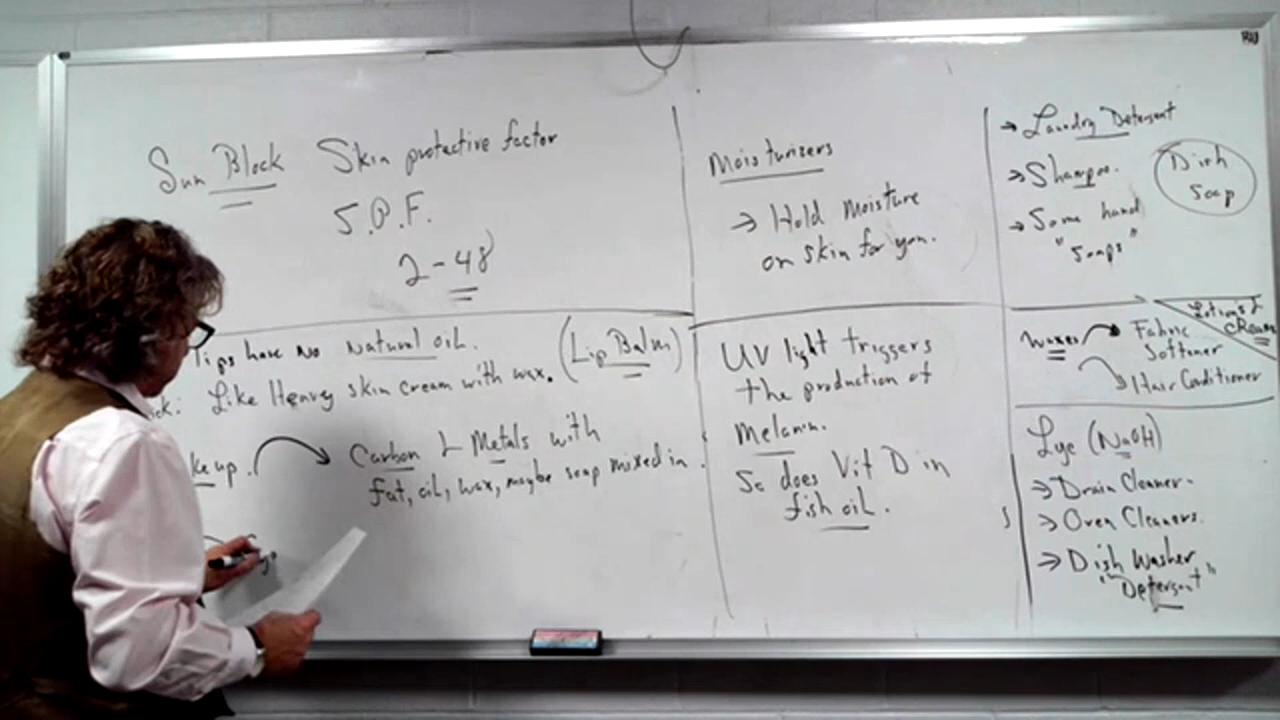 Sun Block Skin protective factor
S.P.F.
2-48
Lips have no Natural oil.
(Lip Balm)
ck: Like Heavy skin cream with wax.
ke up. Carbon & Metals with
fat, oil, wax, maybe soap mixed in.
Moisturizers
→ Hold Moisture
on skin for you.
UV light triggers
the production of
Melanin.
So does Vit D in
fish oil.
→ Laundry Detergent
→ Shampoo.
→ Some hand
"soaps"
Dish
Soap
Lotions &
Creams
Waxes → Fabric
Softener
→ Hair Conditioner
Lye (NaOH)
→ Drain Cleaner.
→ Oven Cleaners.
→ Dish Washer
"Detergent"